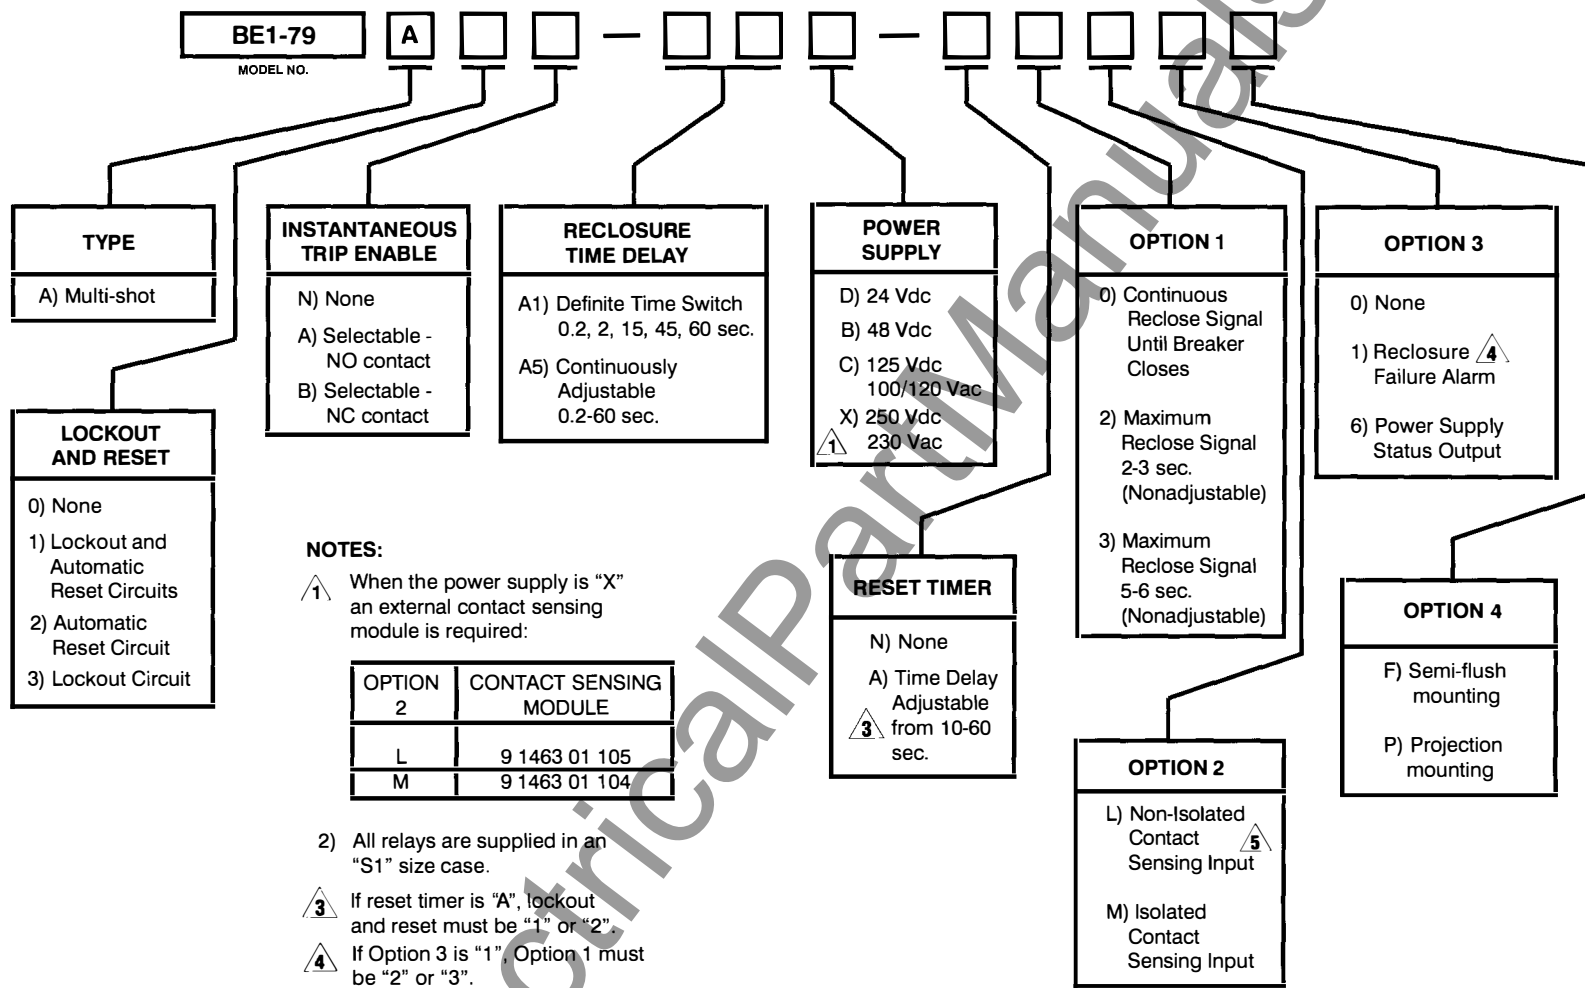 BE1-79 A — —
MODEL NO.
TYPE
A) Multi-shot
LOCKOUT
AND RESET
0) None
1) Lockout and
Automatic
Reset Circuits
2) Automatic
Reset Circuit
3) Lockout Circuit
INSTANTANEOUS
TRIP ENABLE
N) None
A) Selectable -
NO contact
B) Selectable -
NC contact
RECLOSURE
TIME DELAY
A1) Definite Time Switch
0.2, 2, 15, 45, 60 sec.
A5) Continuously
Adjustable
0.2-60 sec.
POWER
SUPPLY
D) 24 Vdc
B) 48 Vdc
C) 125 Vdc
100/120 Vac
X) 250 Vdc
1 230 Vac
RESET TIMER
N) None
A) Time Delay
Adjustable
3 from 10-60
sec.
OPTION 1
0) Continuous
Reclose Signal
Until Breaker
Closes
2) Maximum
Reclose Signal
2-3 sec.
(Nonadjustable)
3) Maximum
Reclose Signal
5-6 sec.
(Nonadjustable)
OPTION 2
L) Non-Isolated
Contact 5
Sensing Input
M) Isolated
Contact
Sensing Input
OPTION 3
0) None
1) Reclosure 4
Failure Alarm
6) Power Supply
Status Output
OPTION 4
F) Semi-flush
mounting
P) Projection
mounting
NOTES:
1 When the power supply is “X”
an external contact sensing
module is required:
OPTION 2 CONTACT SENSING MODULE
L 9 1463 01 105
M 9 1463 01 104
2) All relays are supplied in an
“S1” size case.
3 If reset timer is “A”, lockout
and reset must be “1” or “2”.
4 If Option 3 is “1”, Option 1 must
be “2” or “3”.
ctricalPartManuals